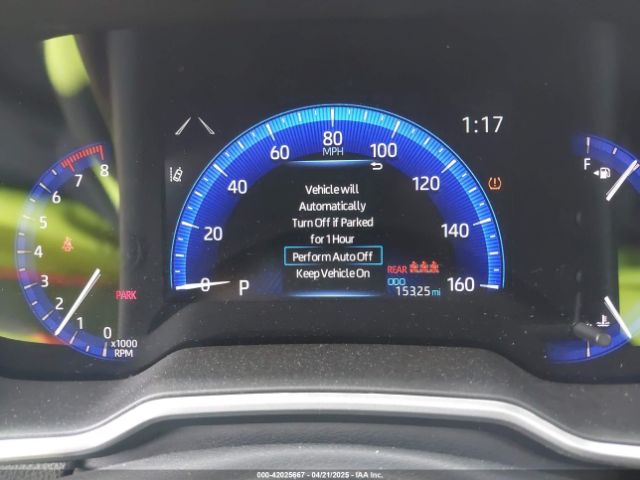 1:17
80
MPH
60
100
40
120
20
140
0
160
Vehicle will
Automatically
Turn Off if Parked
for 1 Hour
Perform Auto Off
Keep Vehicle On
P
REAR
ODO
15325 mi
8
7
6
5
4
3
2
1
0
x1000
RPM
PARK
F
000-42025667 - 04/21/2025 - IAA Inc.